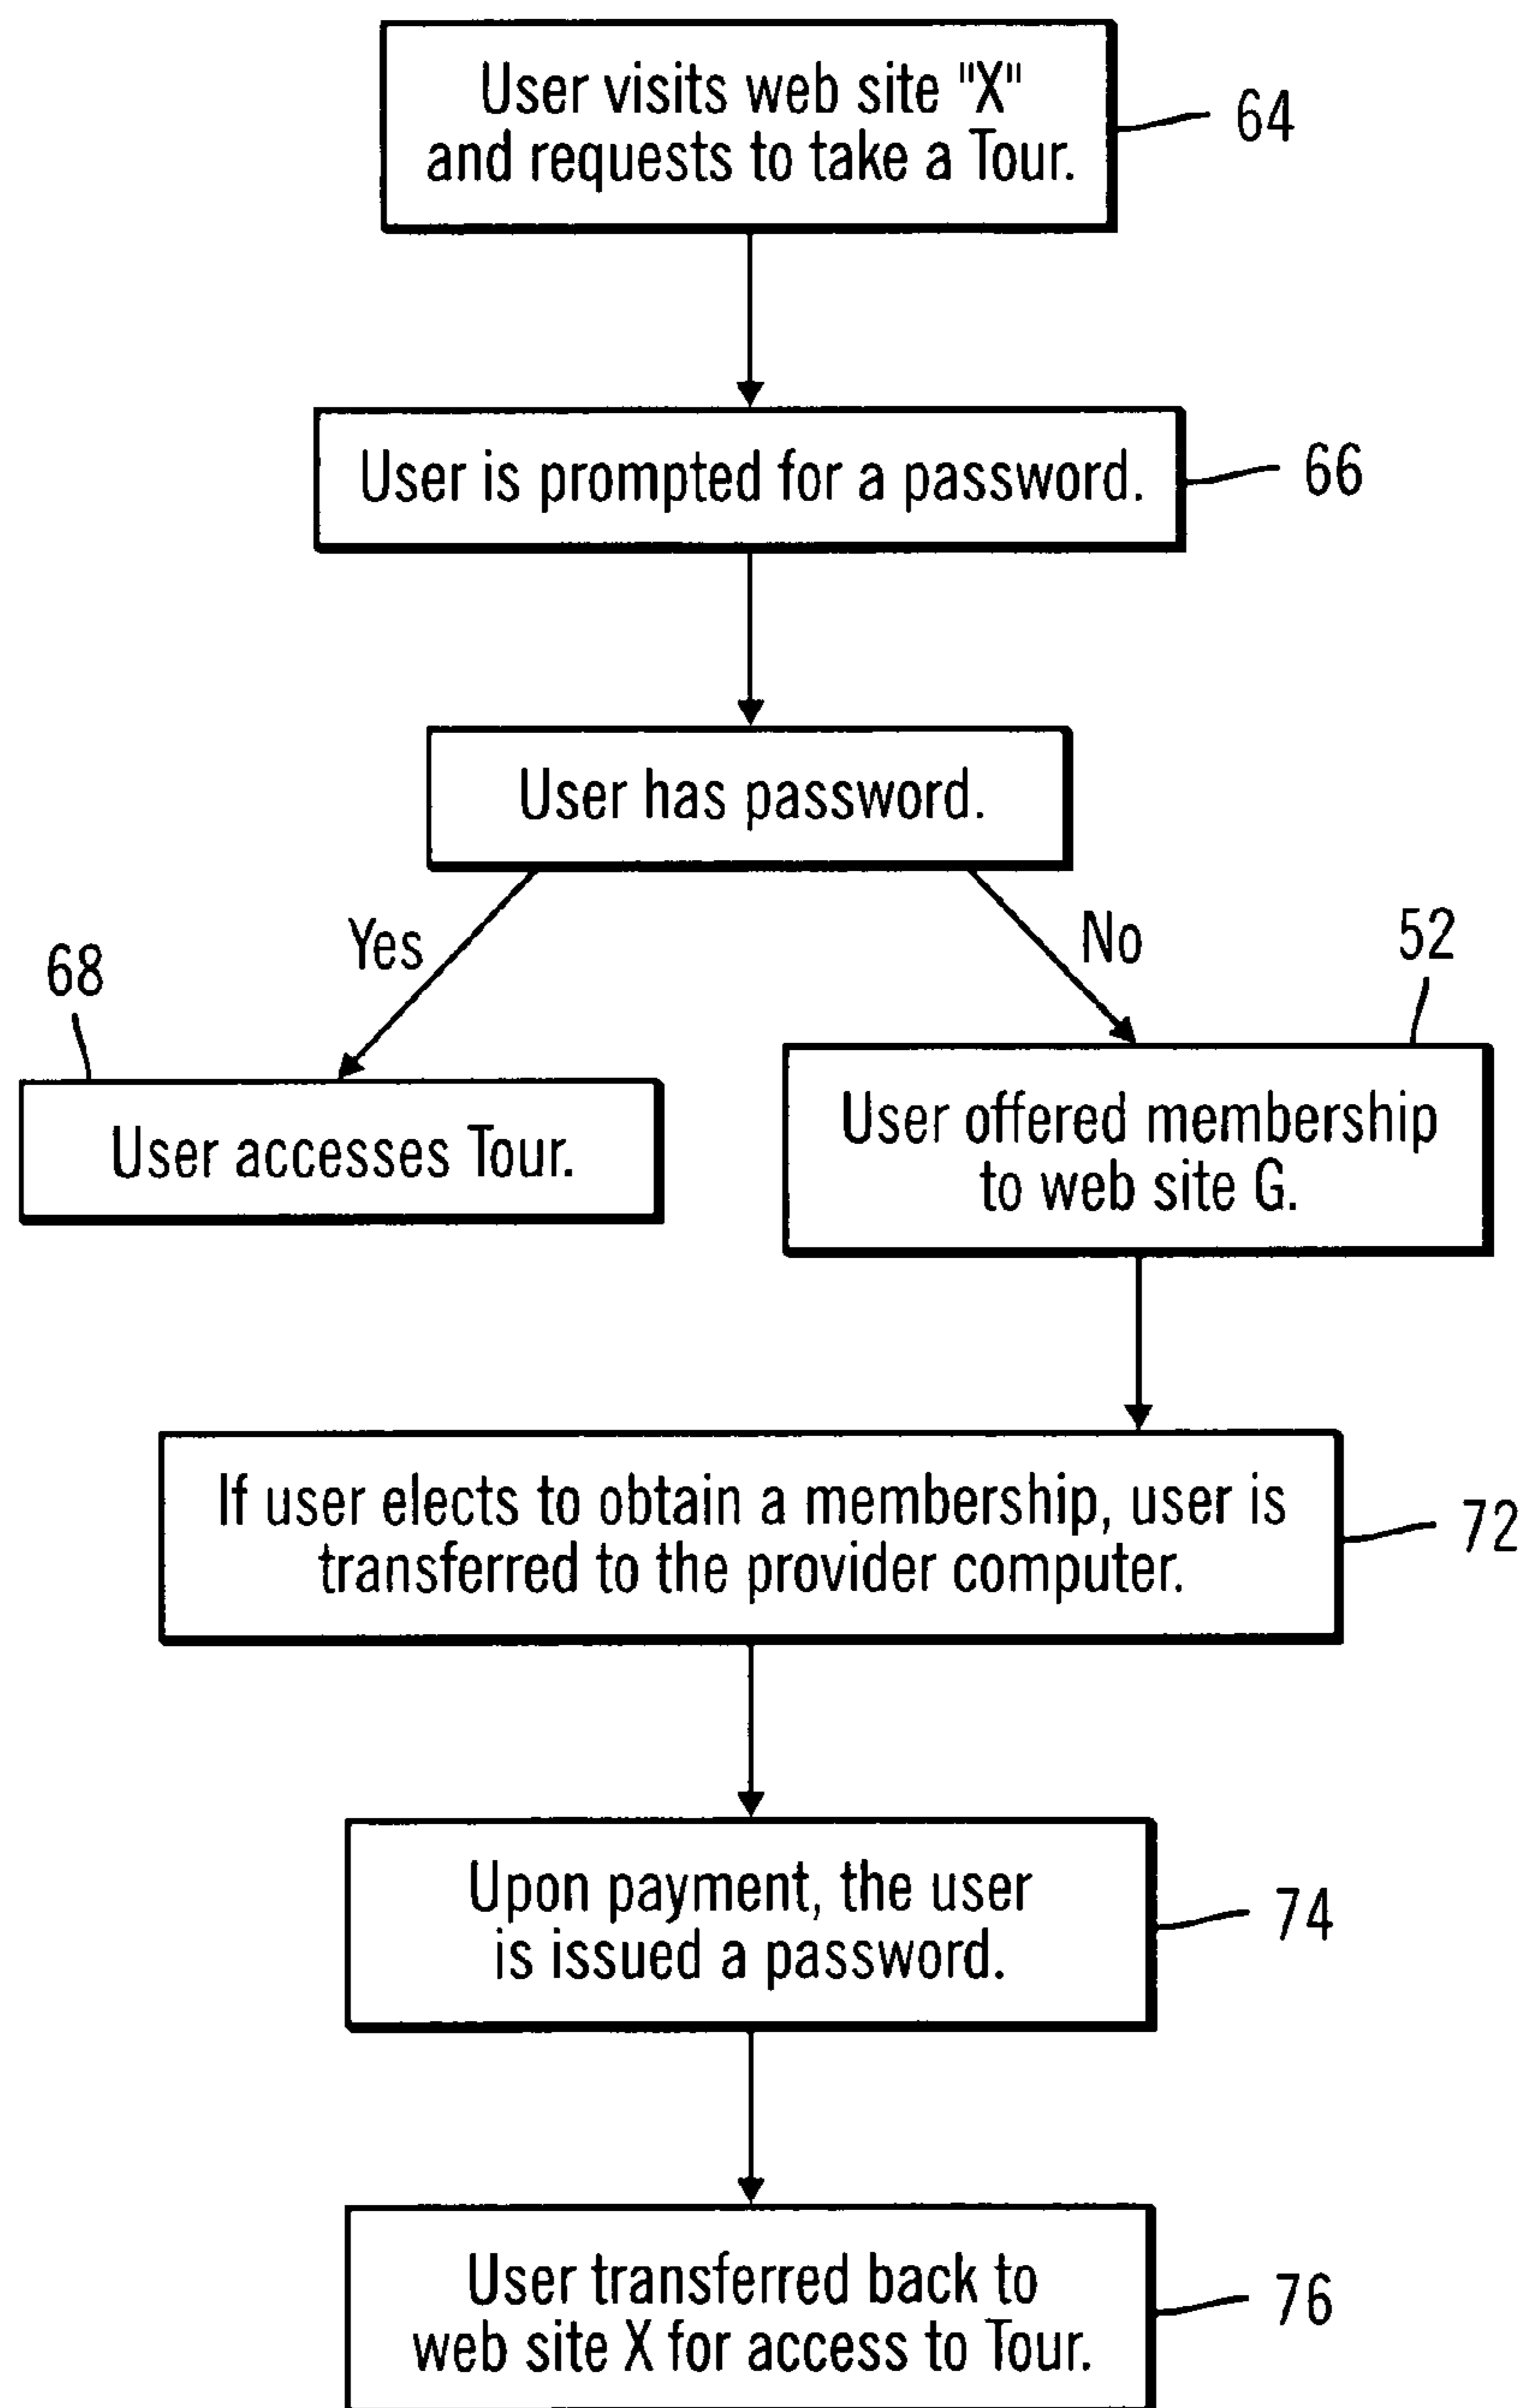 User visits web site "X"
and requests to take a Tour.
64
User is prompted for a password.
66
User has password.
Yes
No
68
52
User accesses Tour.
User offered membership
to web site G.
If user elects to obtain a membership, user is
transferred to the provider computer.
72
Upon payment, the user
is issued a password.
74
User transferred back to
web site X for access to Tour.
76